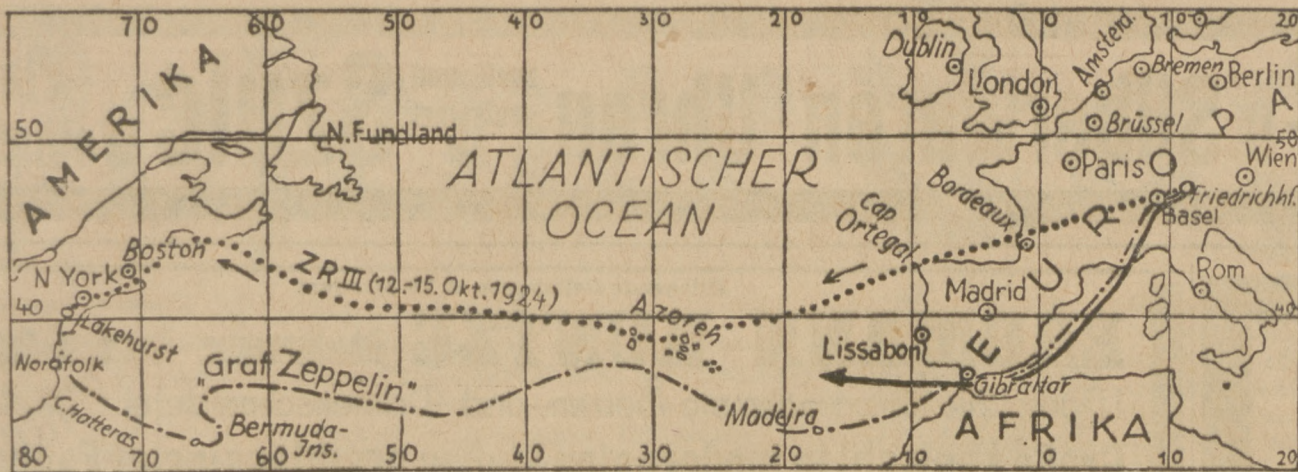 70 60 50 40 30 20 10 0 10 20
AMERIKA
Dublin
London
Amsterd.
Bremen
Berlin
Brüssel
50
N.Fundland
ATLANTISCHER
OCEAN
Paris
50
Wien
EUROPA
Bordeaux
Cap
Ortegal
Friedrichhf.
Basel
Boston
N York
ZR III (12.-15.Okt.1924)
Azoren
Madrid
Rom
40
40
Lakehurst
Lissabon
Norfolk
"Graf Zeppelin"
Gibraltar
C.Hatteras
Bermuda-
Jns.
Madeira
AFRIKA
80 70 60 50 40 30 20 10 0 10 20